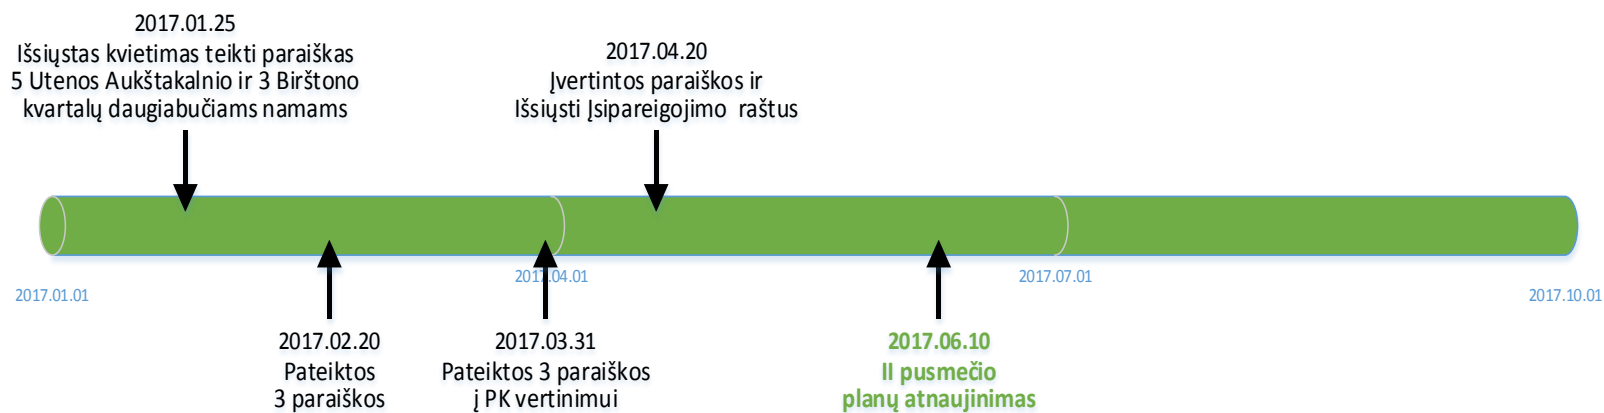 2017.01.25
Išsiųstas kvietimas teikti paraiškas
5 Utenos Aukštakalnio ir 3 Birštono
kvartalų daugiabučiams namams
2017.04.20
Įvertintos paraiškos ir
Išsiųsti Įsipareigojimo raštus
2017.01.01
2017.04.01
2017.07.01
2017.10.01
2017.02.20
Pateiktos
3 paraiškos
2017.03.31
Pateiktos 3 paraiškos
į PK vertinimui
2017.06.10
II pusmečio
planų atnaujinimas